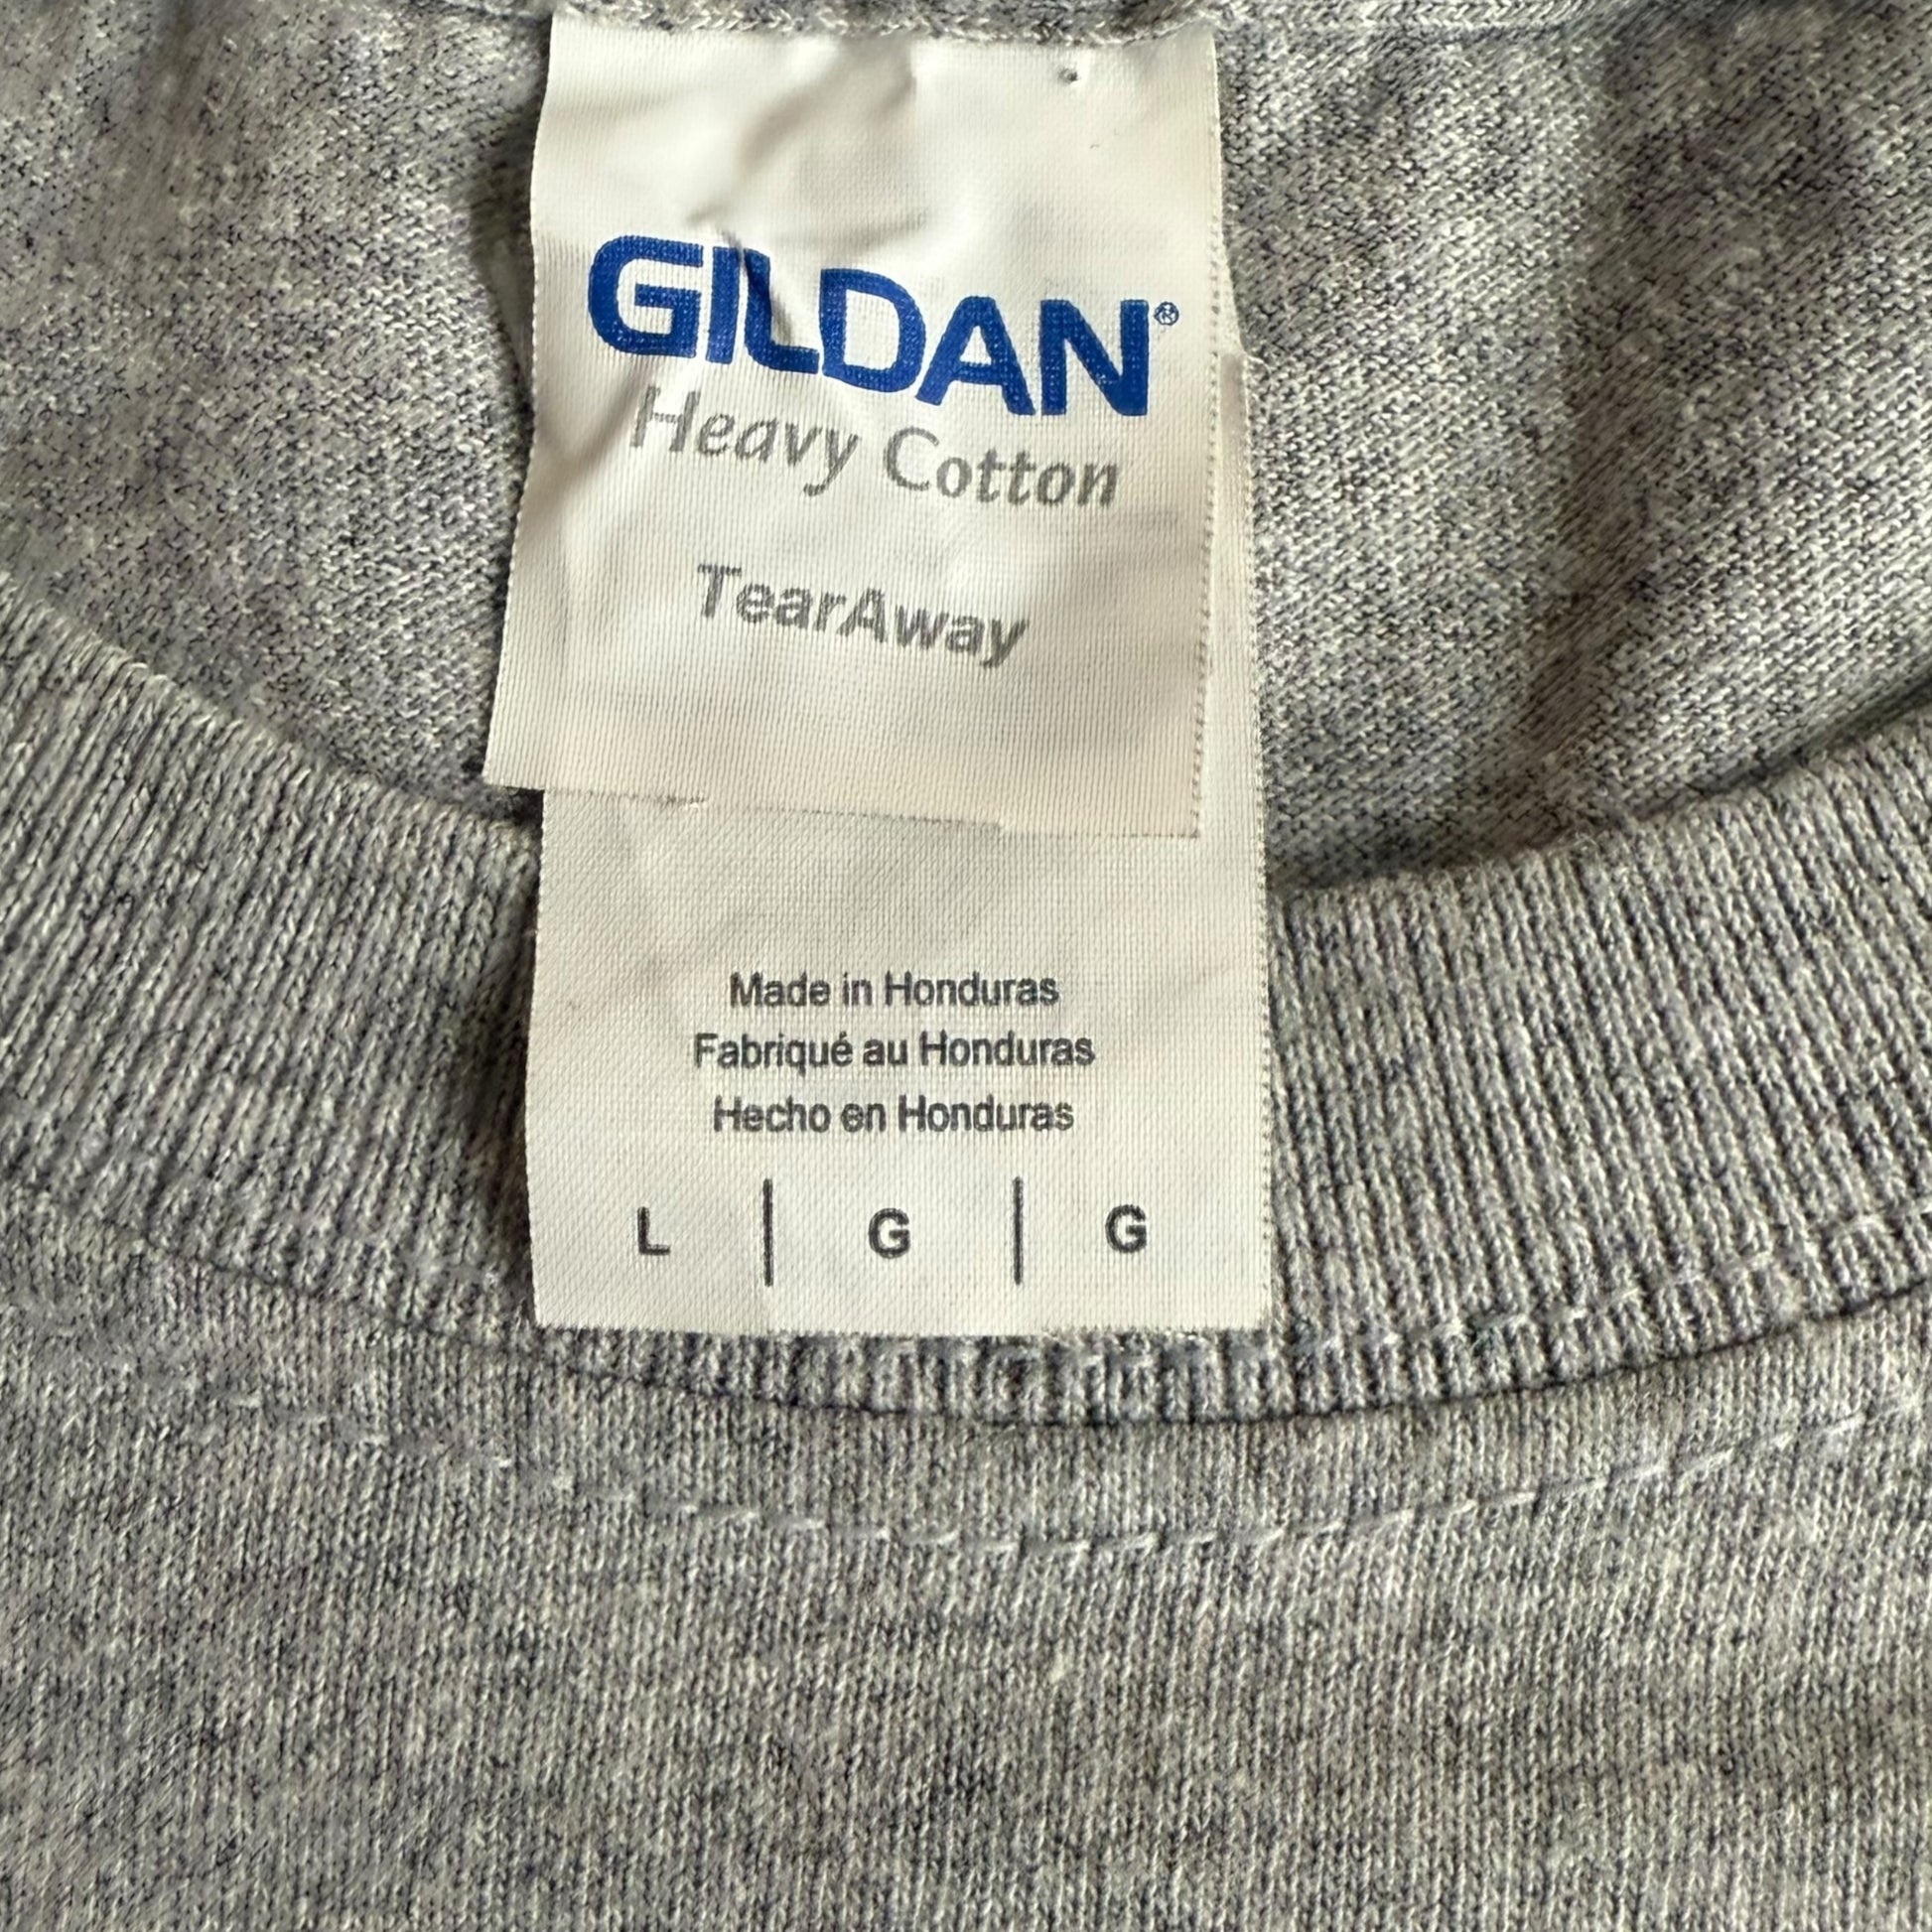 GILDAN®
Heavy Cotton
TearAway
Made in Honduras
Fabriqué au Honduras
Hecho en Honduras
L | G | G